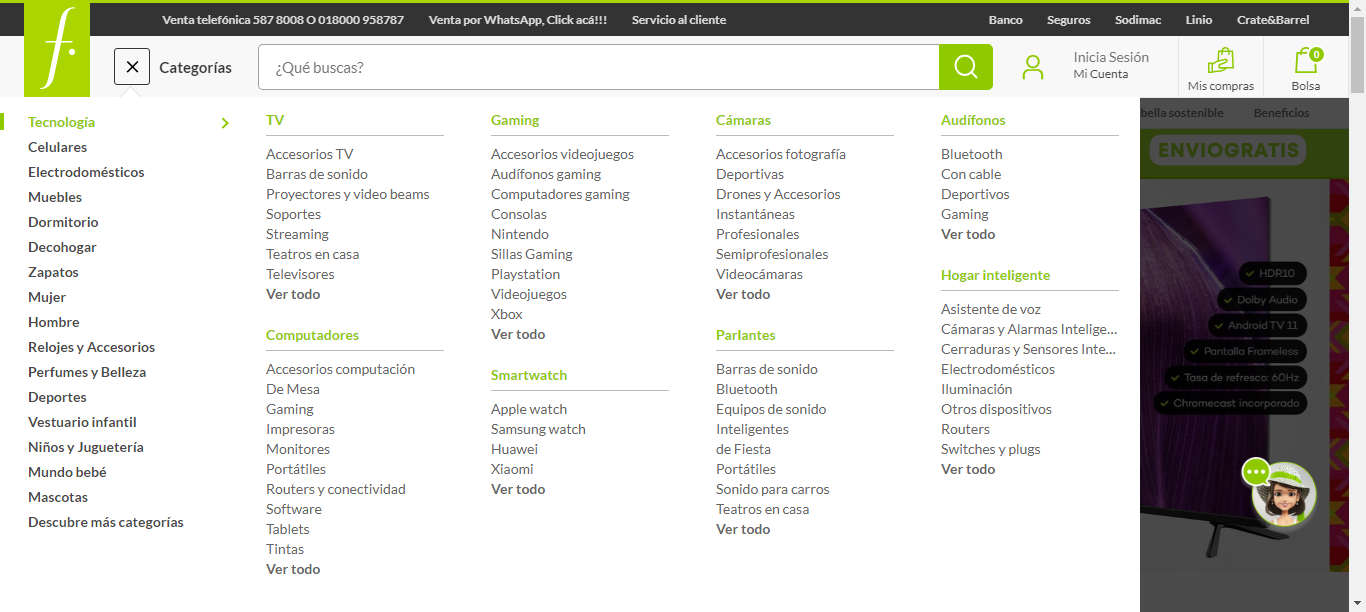 Venta telefónica 587 8008 O 018000 958787
Venta por WhatsApp, Click acá!!!
Servicio al cliente
Banco
Seguros
Sodimac
Linio
Crate&Barrel
f.
Categorías
¿Qué buscas?
Inicia Sesión
Mi Cuenta
Mis compras
0
Bolsa
bella sostenible
Beneficios
ENVIOGRATIS
Tecnología
Celulares
Electrodomésticos
Muebles
Dormitorio
Decohogar
Zapatos
Mujer
Hombre
Relojes y Accesorios
Perfumes y Belleza
Deportes
Vestuario infantil
Niños y Juguetería
Mundo bebé
Mascotas
Descubre más categorías
TV
Accesorios TV
Barras de sonido
Proyectores y video beams
Soportes
Streaming
Teatros en casa
Televisores
Ver todo
Computadores
Accesorios computación
De Mesa
Gaming
Impresoras
Monitores
Portátiles
Routers y conectividad
Software
Tablets
Tintas
Ver todo
Gaming
Accesorios videojuegos
Audífonos gaming
Computadores gaming
Consolas
Nintendo
Sillas Gaming
Playstation
Videojuegos
Xbox
Ver todo
Smartwatch
Apple watch
Samsung watch
Huawei
Xiaomi
Ver todo
Cámaras
Accesorios fotografía
Deportivas
Drones y Accesorios
Instantáneas
Profesionales
Semiprofesionales
Videocámaras
Ver todo
Parlantes
Barras de sonido
Bluetooth
Equipos de sonido
Inteligentes
de Fiesta
Portátiles
Sonido para carros
Teatros en casa
Ver todo
Audífonos
Bluetooth
Con cable
Deportivos
Gaming
Ver todo
Hogar inteligente
Asistente de voz
Cámaras y Alarmas Intelige...
Cerraduras y Sensores Inte...
Electrodomésticos
Iluminación
Otros dispositivos
Routers
Switches y plugs
Ver todo
HDR10
Dolby Audio
Android TV 11
Pantalla Frameless
Tasa de refresco: 60Hz
Chromecast incorporado